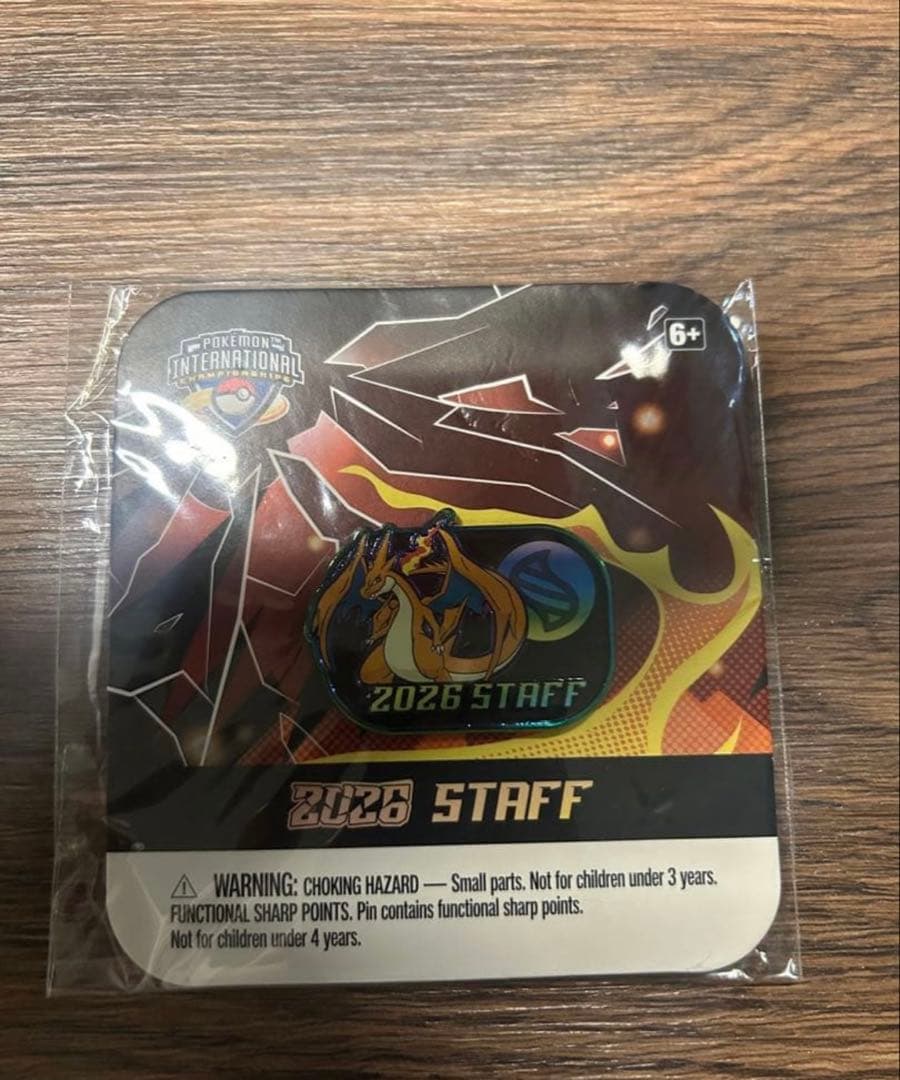 POKÉMON™
INTERNATIONAL
CHAMPIONSHIPS
6+
2026 STAFF
2026 STAFF
⚠ WARNING: CHOKING HAZARD — Small parts. Not for children under 3 years.
FUNCTIONAL SHARP POINTS. Pin contains functional sharp points.
Not for children under 4 years.